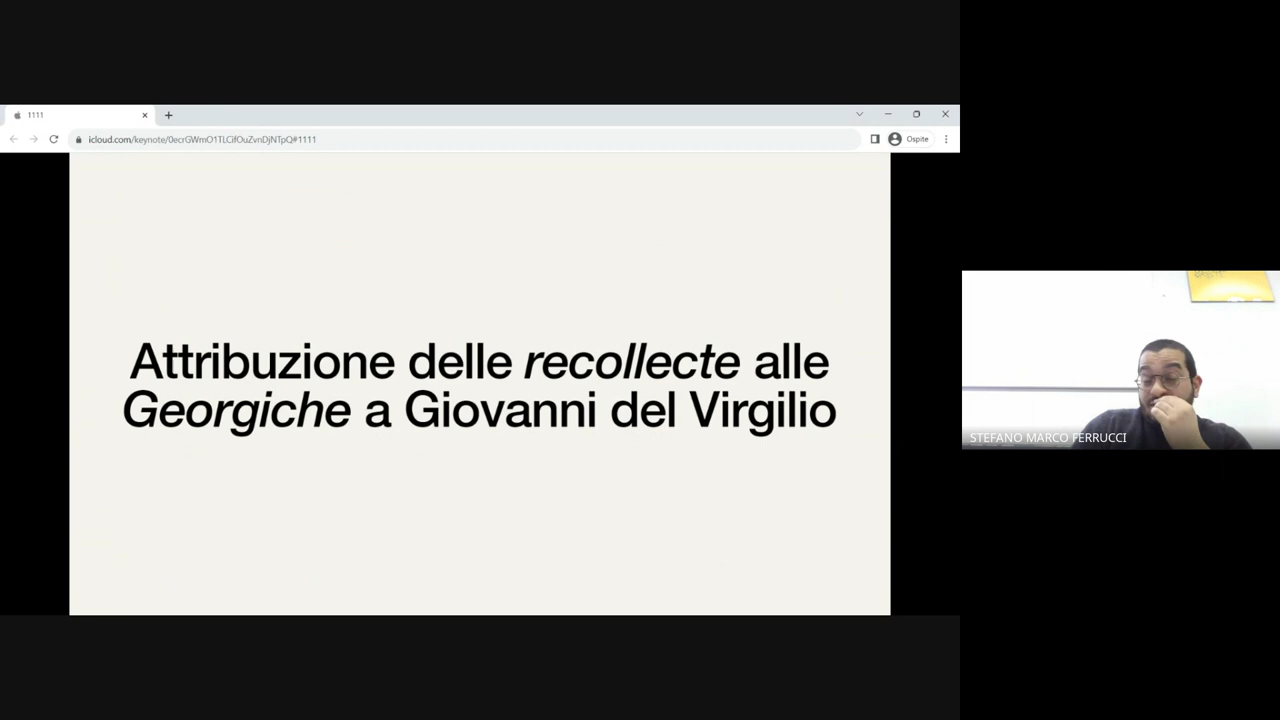 1111
icloud.com/keynote/0ecrGWmO1TLCifOuZvnDjNTpQ#1111
Ospite
Attribuzione delle recollecte alle
Georgiche a Giovanni del Virgilio
STEFANO MARCO FERRUCCI